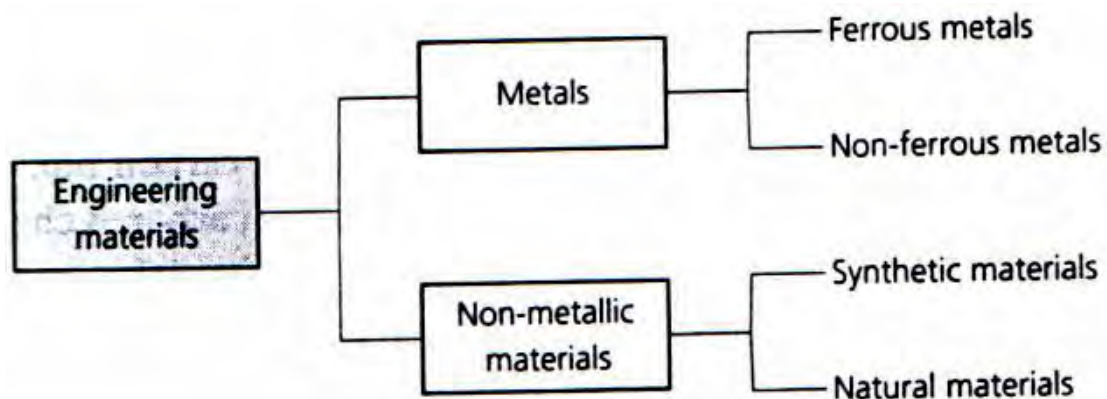 Ferrous metals
Metals
Non-ferrous metals
Engineering
materials
Synthetic materials
Non-metallic
materials
Natural materials